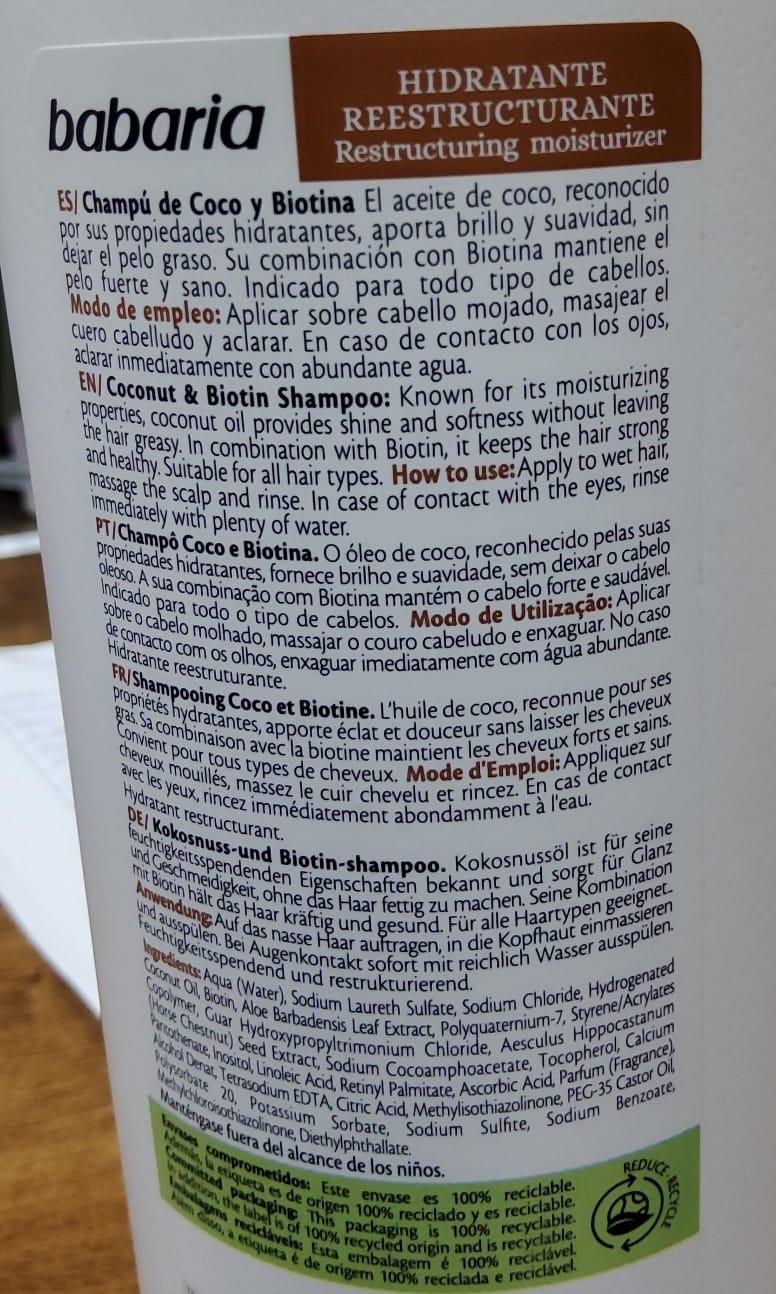 babaria
HIDRATANTE
REESTRUCTURANTE
Restructuring moisturizer
ES/ Champú de Coco y Biotina El aceite de coco, reconocido
por sus propiedades hidratantes, aporta brillo y suavidad, sin
dejar el pelo graso. Su combinación con Biotina mantiene el
pelo fuerte y sano. Indicado para todo tipo de cabellos.
Modo de empleo: Aplicar sobre cabello mojado, masajear el
cuero cabelludo y aclarar. En caso de contacto con los ojos,
aclarar inmediatamente con abundante agua.
EN/ Coconut & Biotin Shampoo: Known for its moisturizing
properties, coconut oil provides shine and softness without leaving
the hair greasy. In combination with Biotin, it keeps the hair strong
and healthy. Suitable for all hair types. How to use: Apply to wet hair,
massage the scalp and rinse. In case of contact with the eyes, rinse
immediately with plenty of water.
PT/ Champô Coco e Biotina. O óleo de coco, reconhecido pelas suas
propriedades hidratantes, fornece brilho e suavidade, sem deixar o cabelo
oleoso. A sua combinação com Biotina mantém o cabelo forte e saudável.
Indicado para todo o tipo de cabelos. Modo de Utilização: Aplicar
sobre o cabelo molhado, massajar o couro cabeludo e enxaguar. No caso
de contacto com os olhos, enxaguar imediatamente com água abundante.
Hidratante reestruturante.
FR/ Shampooing Coco et Biotine. L'huile de coco, reconnue pour ses
propriétés hydratantes, apporte éclat et douceur sans laisser les cheveux
gras. Sa combinaison avec la biotine maintient les cheveux forts et sains.
Convient pour tous types de cheveux. Mode d'Emploi: Appliquez sur
cheveux mouillés, massez le cuir chevelu et rincez. En cas de contact
avec les yeux, rincez immédiatement abondamment à l'eau.
Hydratant restructurant.
DE/ Kokosnuss-und Biotin-shampoo. Kokosnussöl ist für seine
feuchtigkeitsspendenden Eigenschaften bekannt und sorgt für Glanz
und Geschmeidigkeit, ohne das Haar fettig zu machen. Seine Kombination
mit Biotin hält das Haar kräftig und gesund. Für alle Haartypen geeignet.
Anwendung: Auf das nasse Haar auftragen, in die Kopfhaut einmassieren
und ausspülen. Bei Augenkontakt sofort mit reichlich Wasser ausspülen.
Feuchtigkeitsspendend und restrukturierend.
Ingredients: Aqua (Water), Sodium Laureth Sulfate, Sodium Chloride, Hydrogenated
Coconut Oil, Biotin, Aloe Barbadensis Leaf Extract, Polyquaternium-7, Styrene/Acrylates
Copolymer, Guar Hydroxypropyltrimonium Chloride, Aesculus Hippocastanum
(Horse Chestnut) Seed Extract, Sodium Cocoamphoacetate, Tocopherol, Calcium
Pantothenate, Inositol, Linoleic Acid, Retinyl Palmitate, Ascorbic Acid, Parfum (Fragrance),
Alcohol Denat, Tetrasodium EDTA, Citric Acid, Methylisothiazolinone, PEG-35 Castor Oil,
Polysorbate 20, Potassium Sorbate, Sodium Sulfite, Sodium Benzoate,
Methylchloroisothiazolinone, Diethylphthallate.
Manténgase fuera del alcance de los niños.
Envases comprometidos: Este envase es 100% reciclable.
Además, la etiqueta es de origen 100% reciclado y es reciclable.
Committed packaging: This packaging is 100% recyclable.
In addition, the label is of 100% recycled origin and is recyclable.
Embalagens recicláveis: Esta embalagem é 100% reciclável.
Além disso, a etiqueta é de origem 100% reciclada e reciclável.
REDUCE·RECYCLE